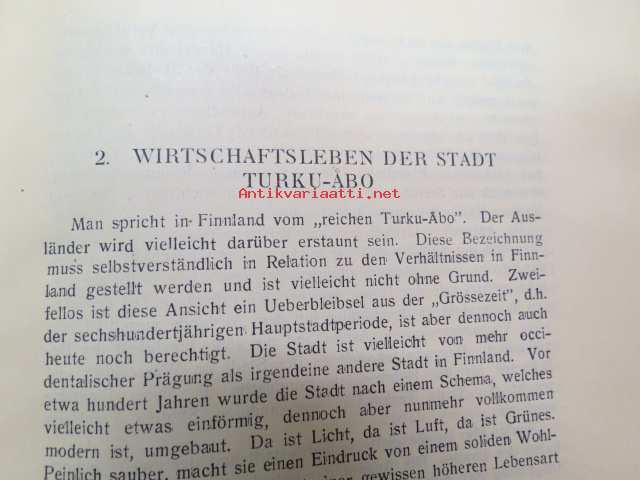 2. WIRTSCHAFTSLEBEN DER STADT
TURKU-ÅBO
Antikvariaatti.net
Man spricht in Finnland vom „reichen Turku-Åbo”. Der Aus-
länder wird vielleicht darüber erstaunt sein. Diese Bezeichnung
muss selbstverständlich in Relation zu den Verhältnissen in Finn-
land gestellt werden und ist vielleicht nicht ohne Grund. Zwei-
fellos ist diese Ansicht ein Ueberbleibsel aus der „Grössezeit”, d.h.
der sechshundertjährigen Hauptstadtperiode, ist aber dennoch auch
heute noch berechtigt. Die Stadt ist vielleicht von mehr occi-
dentalischer Prägung als irgendeine andere Stadt in Finnland. Vor
etwa hundert Jahren wurde die Stadt nach einem Schema, welches
vielleicht etwas einförmig, dennoch aber nunmehr vollkommen
modern ist, umgebaut. Da ist Licht, da ist Luft, da ist Grünes.
Peinlich sauber, macht sie einen Eindruck von einem soliden Wohl-
gewissen höheren Lebensart